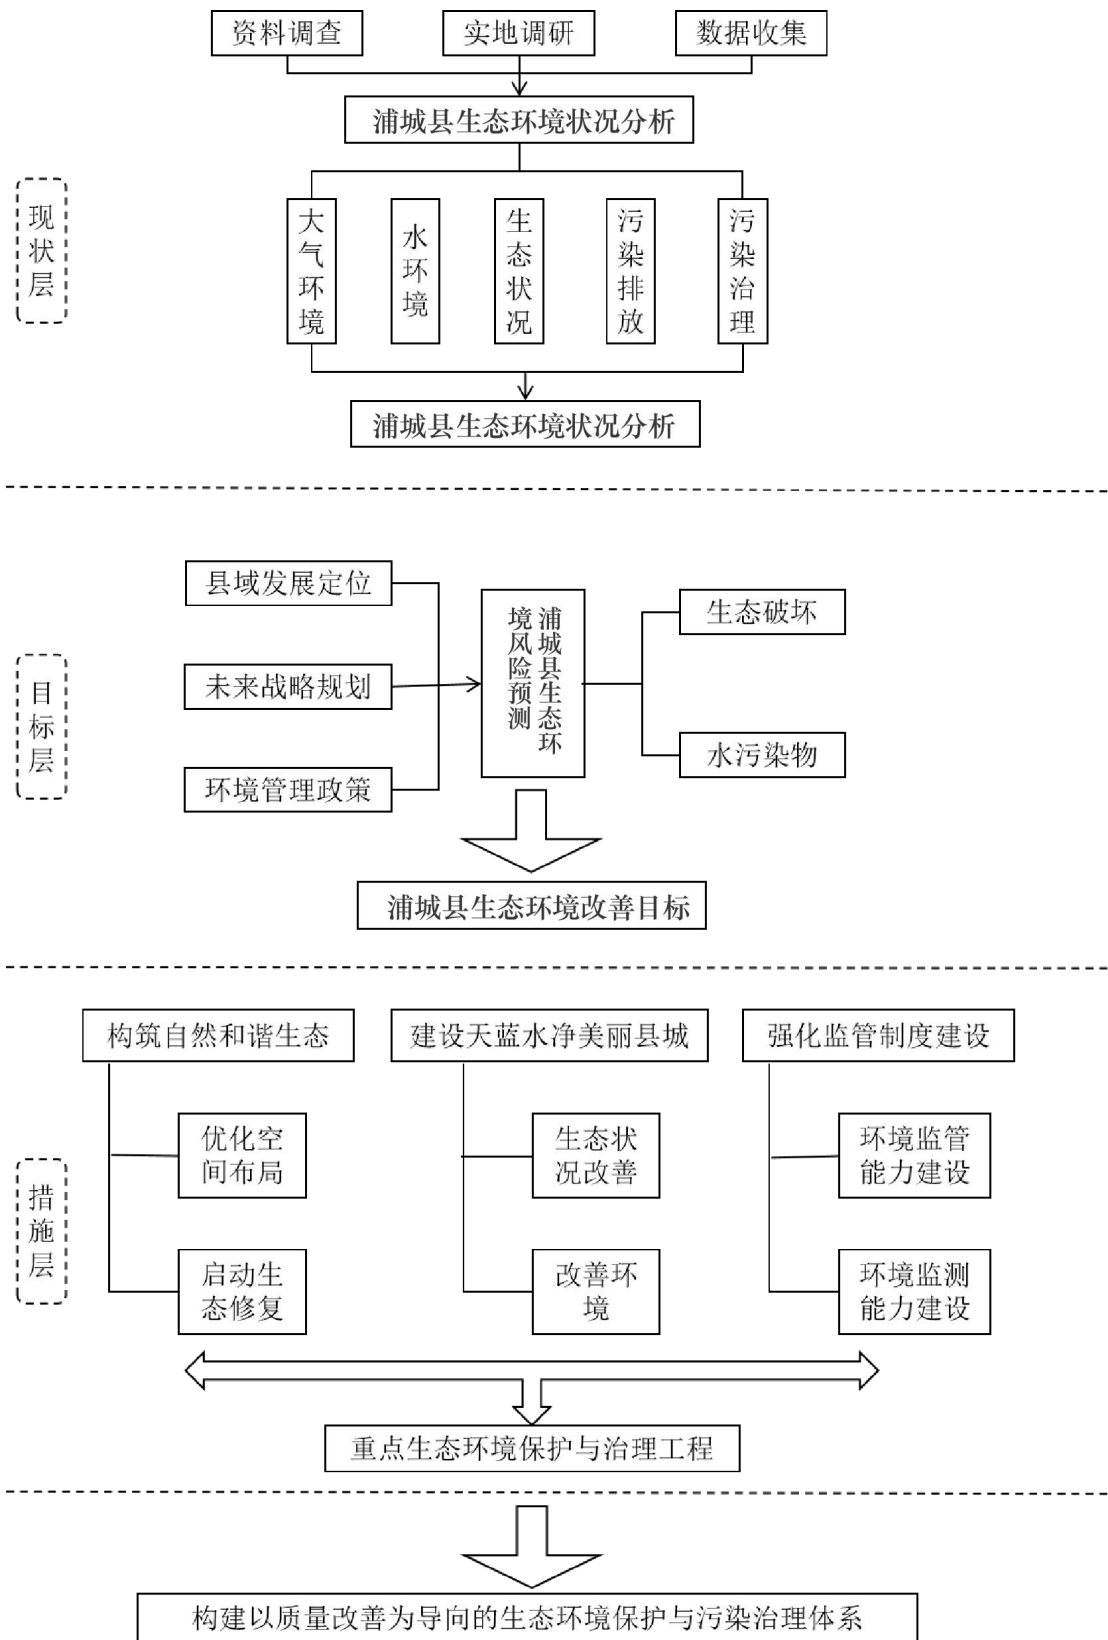 资料调查
实地调研
数据收集
浦城县生态环境状况分析
现状层
大气环境
水环境
生态状况
污染排放
污染治理
浦城县生态环境状况分析
目标层
县域发展定位
未来战略规划
环境管理政策
浦城县生态环
境风险预测
生态破坏
水污染物
浦城县生态环境改善目标
措施层
构筑自然和谐生态
建设天蓝水净美丽县城
强化监管制度建设
优化空
间布局
生态状
况改善
环境监管
能力建设
启动生
态修复
改善环
境
环境监测
能力建设
重点生态环境保护与治理工程
构建以质量改善为导向的生态环境保护与污染治理体系